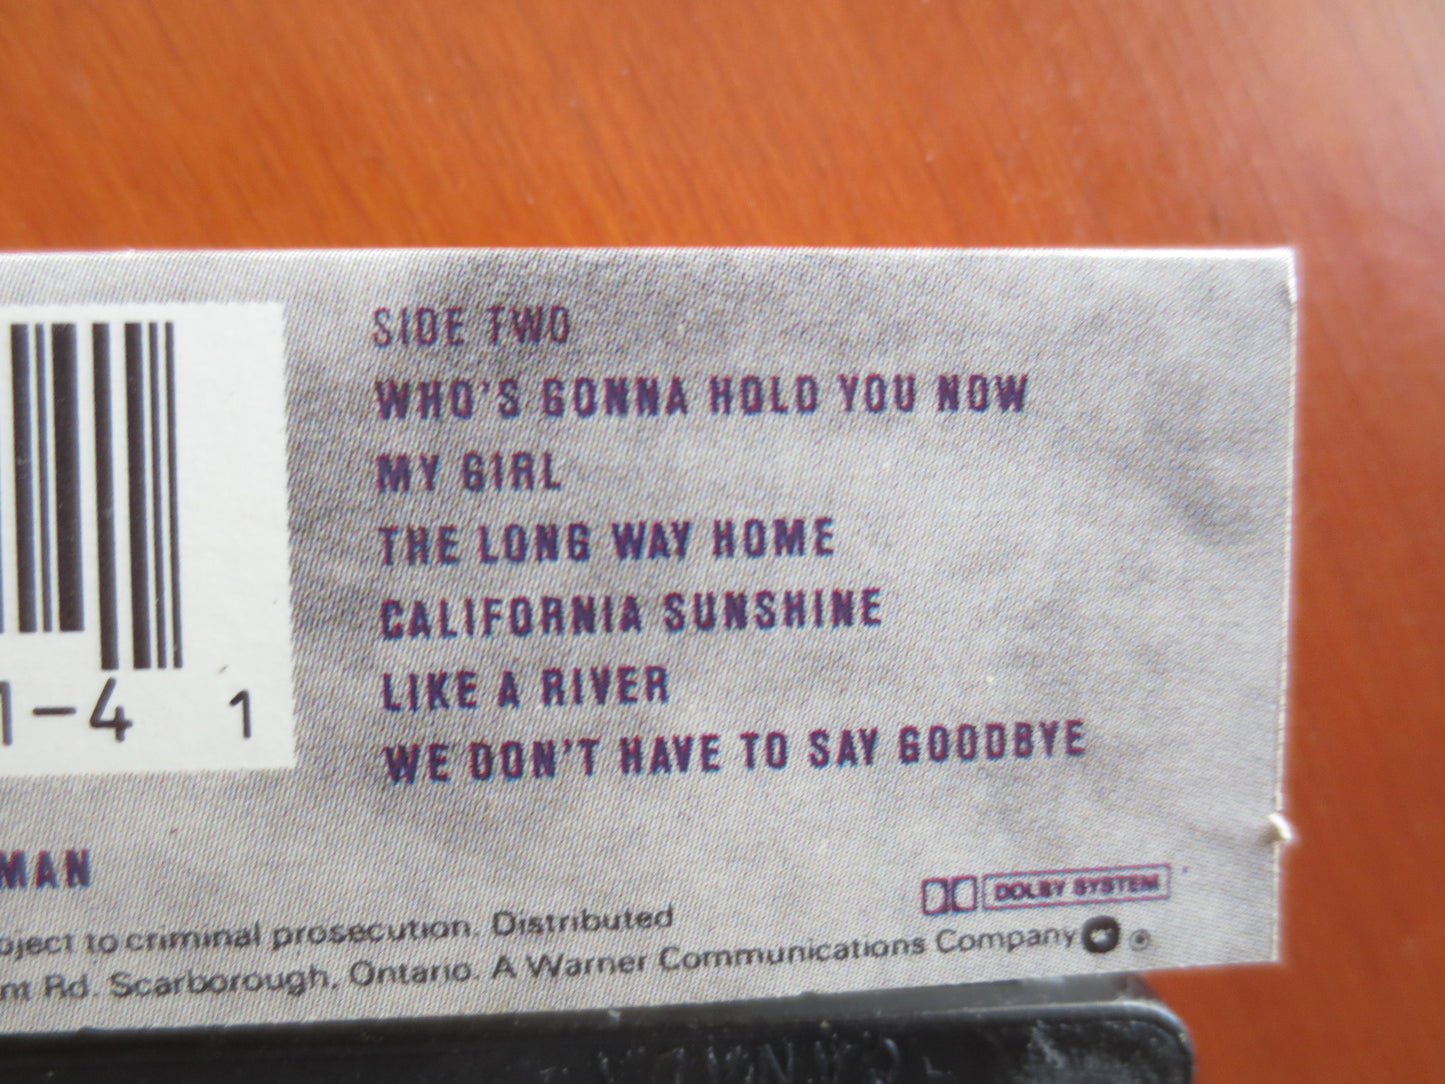 SIDE TWO
WHO'S GONNA HOLD YOU NOW
MY GIRL
THE LONG WAY HOME
CALIFORNIA SUNSHINE
LIKE A RIVER
WE DON'T HAVE TO SAY GOODBYE
1-4 1
MAN
DOLBY SYSTEM
oject to criminal prosecution. Distributed
nt Rd. Scarborough, Ontario. A Warner Communications Company